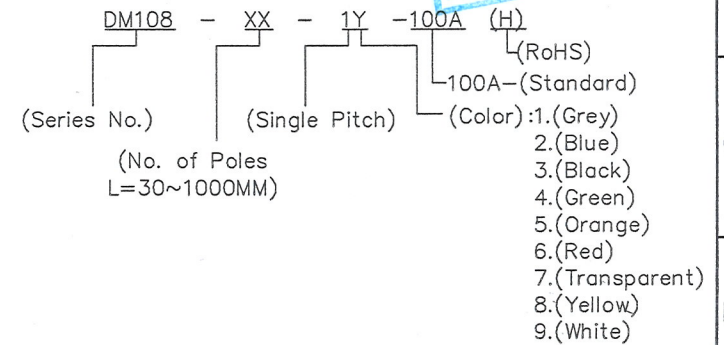 DM108 - XX - 1Y -100A (H)
(RoHS)
100A-(Standard)
(Series No.) (Single Pitch) (Color):1.(Grey)
2.(Blue)
(No. of Poles
3.(Black)
L=30~1000MM)
4.(Green)
5.(Orange)
6.(Red)
7.(Transparent)
8.(Yellow)
9.(White)